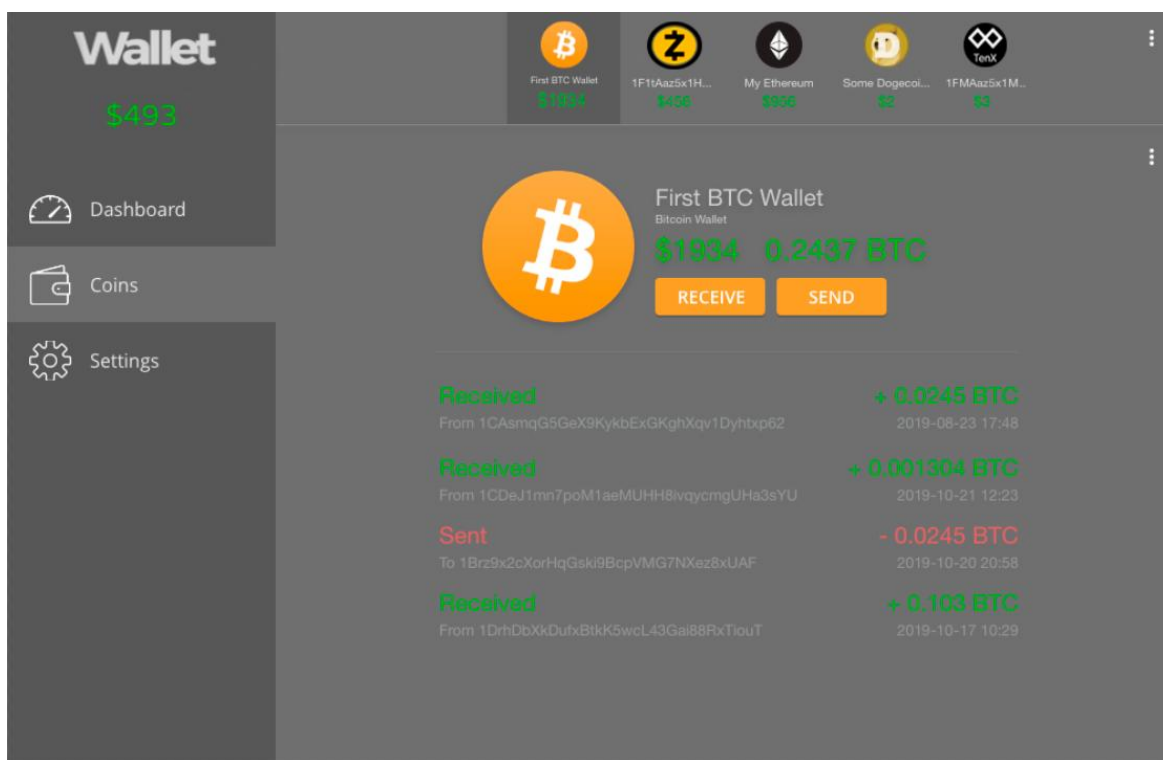 Wallet
$493
Dashboard
Coins
Settings
First BTC Wallet
$1934
1F1tAaz5x1H...
$456
My Ethereum
$956
Some Dogecoi...
$2
TenX
1FMAaz5x1M...
$3
First BTC Wallet
Bitcoin Wallet
$1934 0.2437 BTC
RECEIVE SEND
Received + 0.0245 BTC
From 1CAsmqG5GeX9KykbExGKghXqv1Dyhtxp62 2019-08-23 17:48
Received + 0.001304 BTC
From 1CDeJ1mn7poM1aeMUHH8ivqycmgUHa3sYU 2019-10-21 12:23
Sent - 0.0245 BTC
To 1Brz9x2cXorHqGski9BcpVMG7NXez8xUAF 2019-10-20 20:58
Received + 0.103 BTC
From 1DrhDbXkDufxBtkK5wcL43Gai88RxTiouT 2019-10-17 10:29